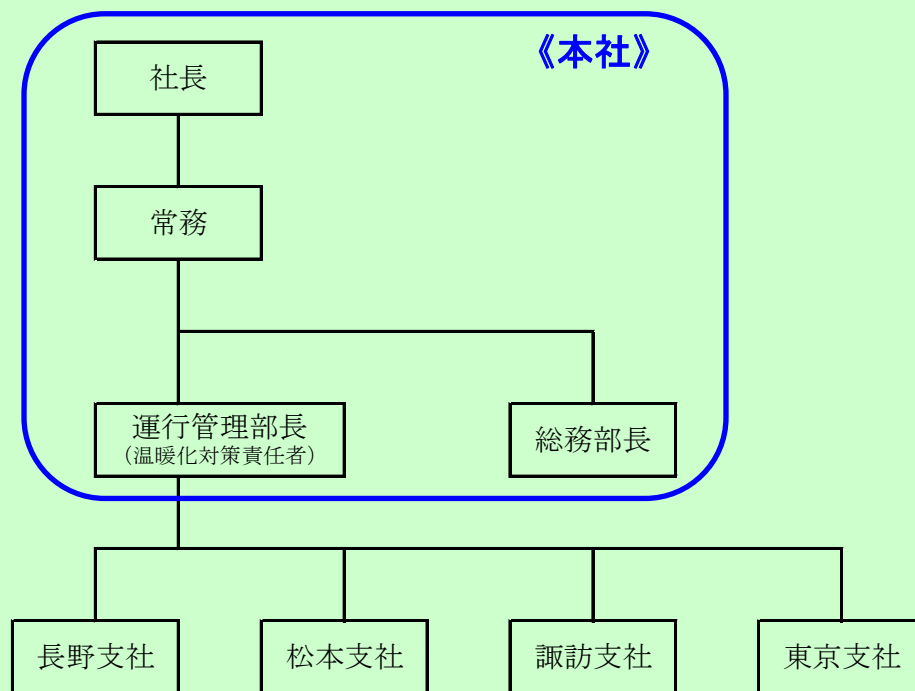 《本社》
社長
常務
運行管理部長
（温暖化対策責任者）
総務部長
長野支社
松本支社
諏訪支社
東京支社